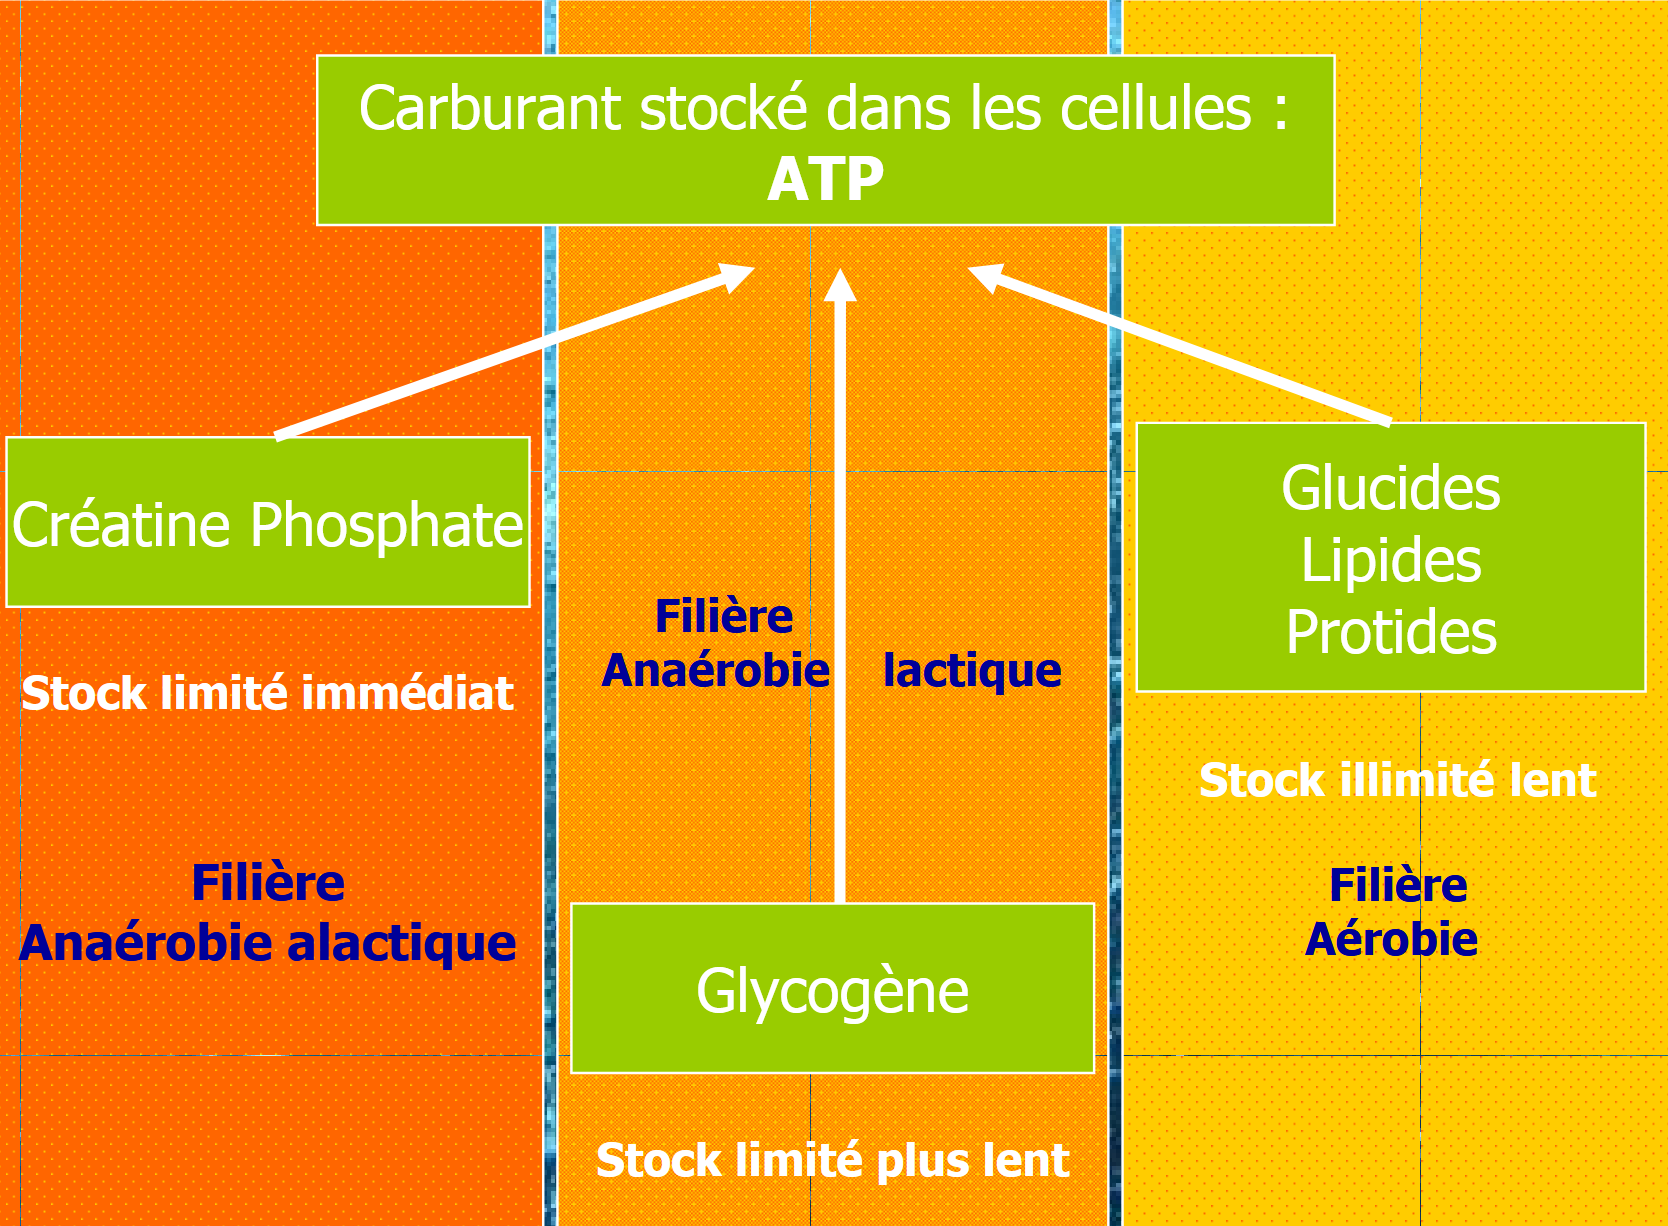 Carburant stocké dans les cellules :
ATP
Créatine Phosphate
Stock limité immédiat
Filière
Anaérobie alactique
Filière
Anaérobie lactique
Glycogène
Stock limité plus lent
Glucides
Lipides
Protides
Stock illimité lent
Filière
Aérobie